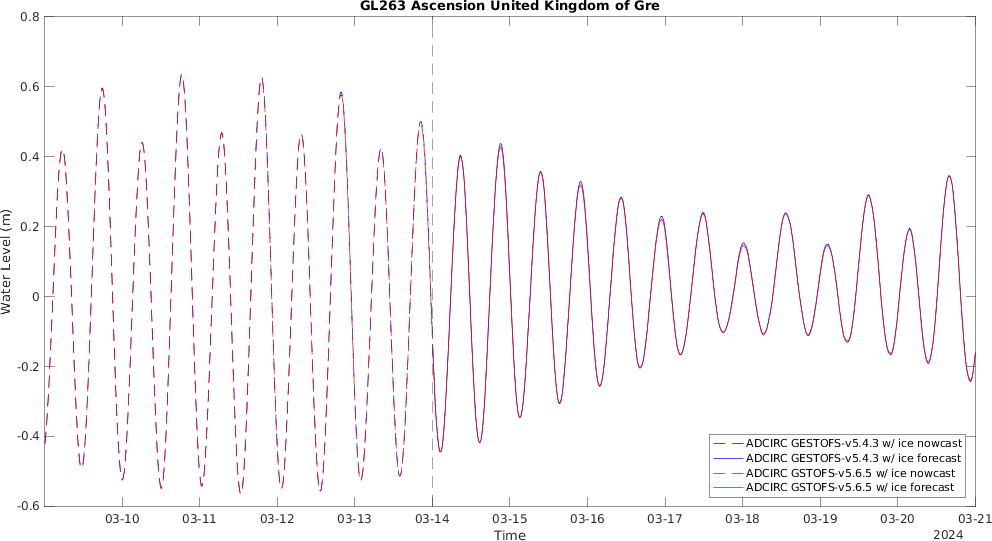 GL263 Ascension United Kingdom of Gre
0.8
0.6
0.4
0.2
0
-0.2
-0.4
-0.6
Water Level (m)
ADCIRC GESTOFS-v5.4.3 w/ ice nowcast
ADCIRC GESTOFS-v5.4.3 w/ ice forecast
ADCIRC GSTOFS-v5.6.5 w/ ice nowcast
ADCIRC GSTOFS-v5.6.5 w/ ice forecast
03-10 03-11 03-12 03-13 03-14 03-15 03-16 03-17 03-18 03-19 03-20 03-21
Time
2024